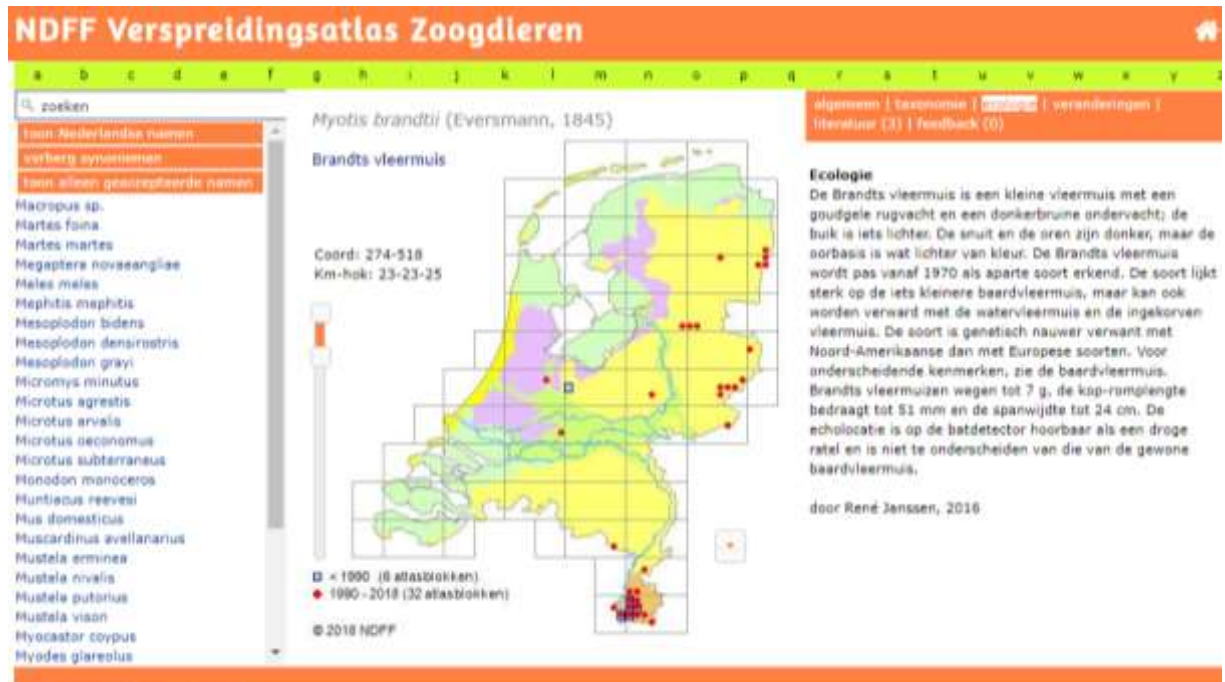 NDFF Verspreidingsatlas Zoogdieren
a b c d e f g h i j k l m n o p q r s t u v w x y z
zoeken
toon Nederlandse namen
verberg synoniemen
toon alleen geaccepteerde namen
Macropus sp.
Martes foina
Martes martes
Megaptera novaeangliae
Meles meles
Mephitis mephitis
Mesoplodon bidens
Mesoplodon densirostris
Mesoplodon grayi
Micromys minutus
Microtus agrestis
Microtus arvalis
Microtus oeconomus
Microtus subterraneus
Monodon monoceros
Muntiacus reevesi
Mus domesticus
Muscardinus avellanarius
Mustela erminea
Mustela nivalis
Mustela putorius
Mustela vison
Myocastor coypus
Myodes glareolus
Myotis brandtii (Eversmann, 1845)
Brandts vleermuis
Coord: 274-518
Km-hok: 23-23-25
< 1990 (6 atlasblokken)
1990 - 2018 (32 atlasblokken)
© 2018 NDFF
algemeen | taxonomie | ecologie | veranderingen |
literatuur (3) | feedback (0)
Ecologie
De Brandts vleermuis is een kleine vleermuis met een
goudgele rugvacht en een donkerbruine ondervacht; de
buik is iets lichter. De snuit en de oren zijn donker, maar de
oorbasis is wat lichter van kleur. De Brandts vleermuis
wordt pas vanaf 1970 als aparte soort erkend. De soort lijkt
sterk op de iets kleinere baardvleermuis, maar kan ook
worden verward met de watervleermuis en de ingekorven
vleermuis. De soort is genetisch nauwer verwant met
Noord-Amerikaanse dan met Europese soorten. Voor
onderscheidende kenmerken, zie de baardvleermuis.
Brandts vleermuizen wegen tot 7 g, de kop-romplengte
bedraagt tot 51 mm en de spanwijdte tot 24 cm. De
echolocatie is op de batdetector hoorbaar als een droge
ratel en is niet te onderscheiden van die van de gewone
baardvleermuis.
door René Janssen, 2016